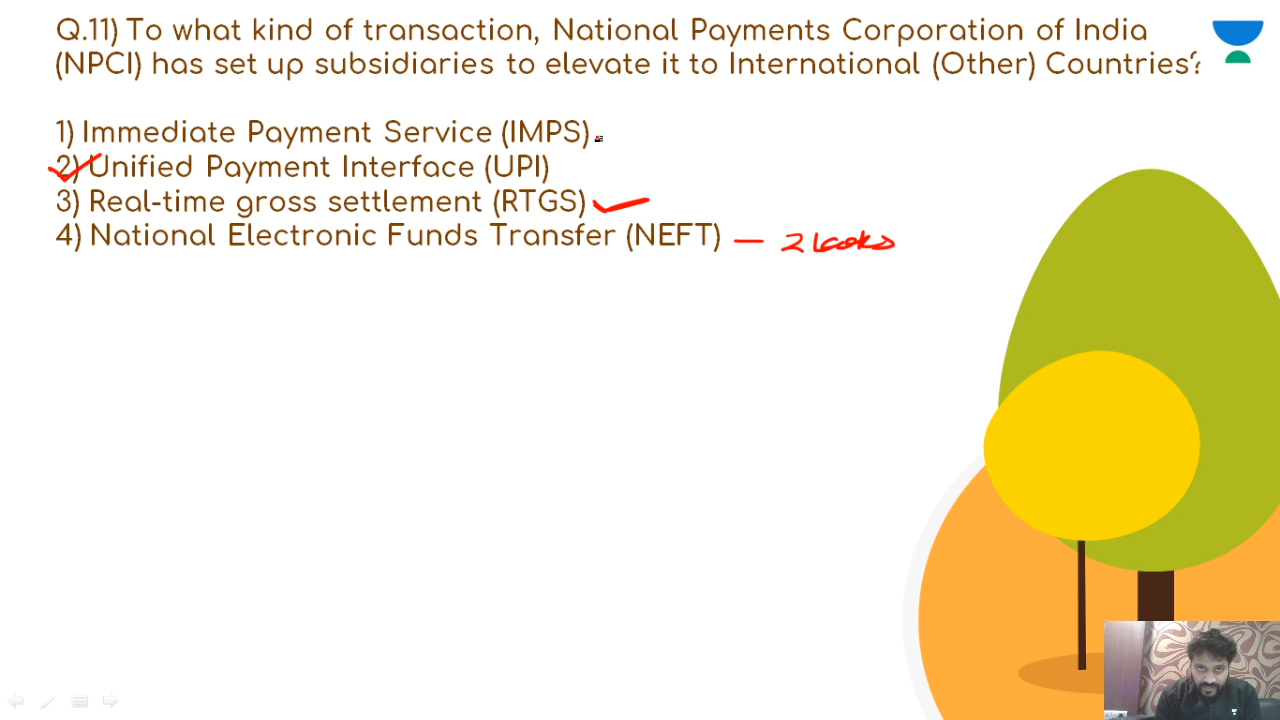 Q.11) To what kind of transaction, National Payments Corporation of India
(NPCI) has set up subsidiaries to elevate it to International (Other) Countries?
1) Immediate Payment Service (IMPS)
2) Unified Payment Interface (UPI)
3) Real-time gross settlement (RTGS)
4) National Electronic Funds Transfer (NEFT) — 2